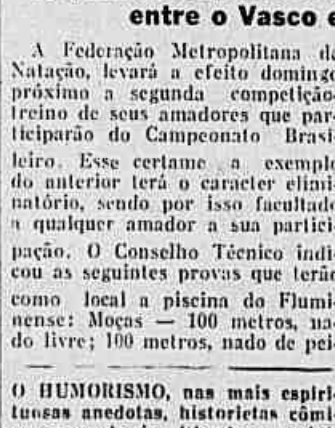 entre o Vasco e
A Federação Metropolitana de
Natação, levará a efeito domingo
próximo a segunda competição-
treino de seus amadores que par-
ticiparão do Campeonato Brasi-
leiro. Esse certame a exemplo
do anterior terá o caracter elimi-
natório, sendo por isso facultado
a qualquer amador a sua partici-
pação. O Conselho Técnico indi-
cou as seguintes provas que terão
como local a piscina do Flumi-
nense: Moças — 100 metros, na-
do livre; 100 metros, nado de pei-
O HUMORISMO, nas mais espiri-
tuosas anedotas, historietas cômi-